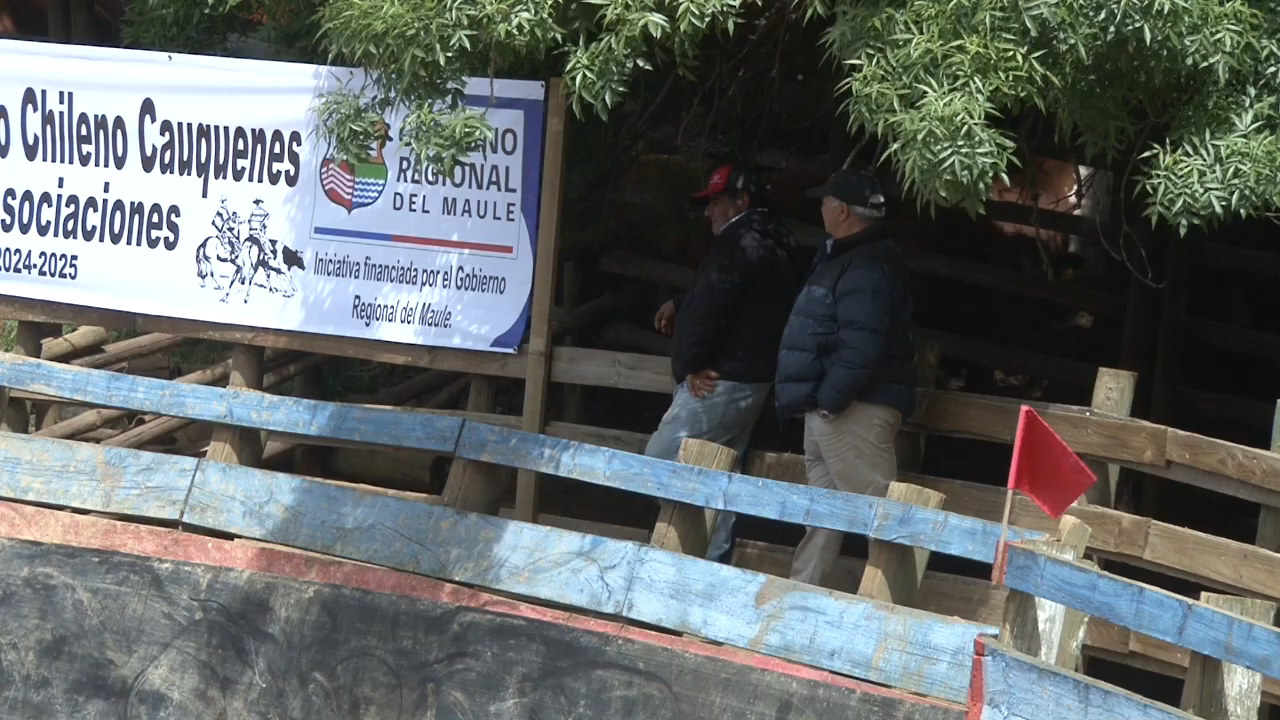 o Chileno Cauquenes
sociaciones
2024-2025
REGIONAL
DEL MAULE
Iniciativa financiada por el Gobierno
Regional del Maule.